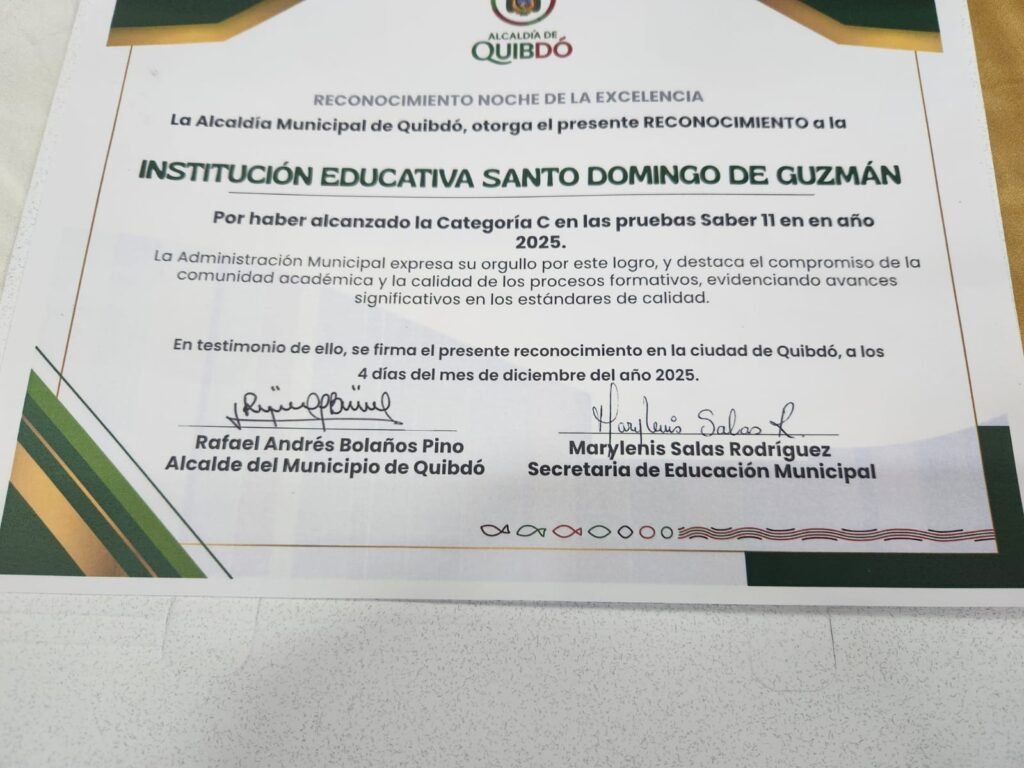 ALCALDÍA DE
QUIBDÓ
RECONOCIMIENTO NOCHE DE LA EXCELENCIA
La Alcaldía Municipal de Quibdó, otorga el presente RECONOCIMIENTO a la
INSTITUCIÓN EDUCATIVA SANTO DOMINGO DE GUZMÁN
Por haber alcanzado la Categoría C en las pruebas Saber 11 en en año
2025.
La Administración Municipal expresa su orgullo por este logro, y destaca el compromiso de la
comunidad académica y la calidad de los procesos formativos, evidenciando avances
significativos en los estándares de calidad.
En testimonio de ello, se firma el presente reconocimiento en la ciudad de Quibdó, a los
4 días del mes de diciembre del año 2025.
Marylenis Salas R.
Rafael Andrés Bolaños Pino
Alcalde del Municipio de Quibdó
Marylenis Salas Rodríguez
Secretaria de Educación Municipal